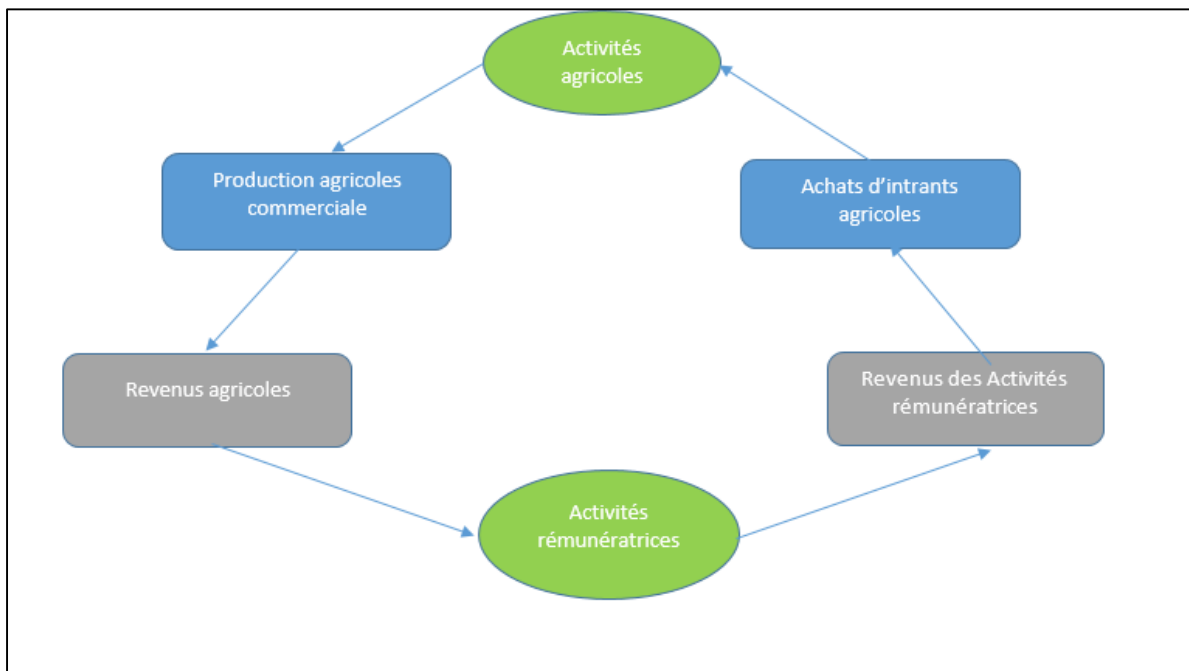 Activités
agricoles
Production agricoles
commerciale
Achats d’intrants
agricoles
Revenus agricoles
Revenus des Activités
rémunératrices
Activités
rémunératrices